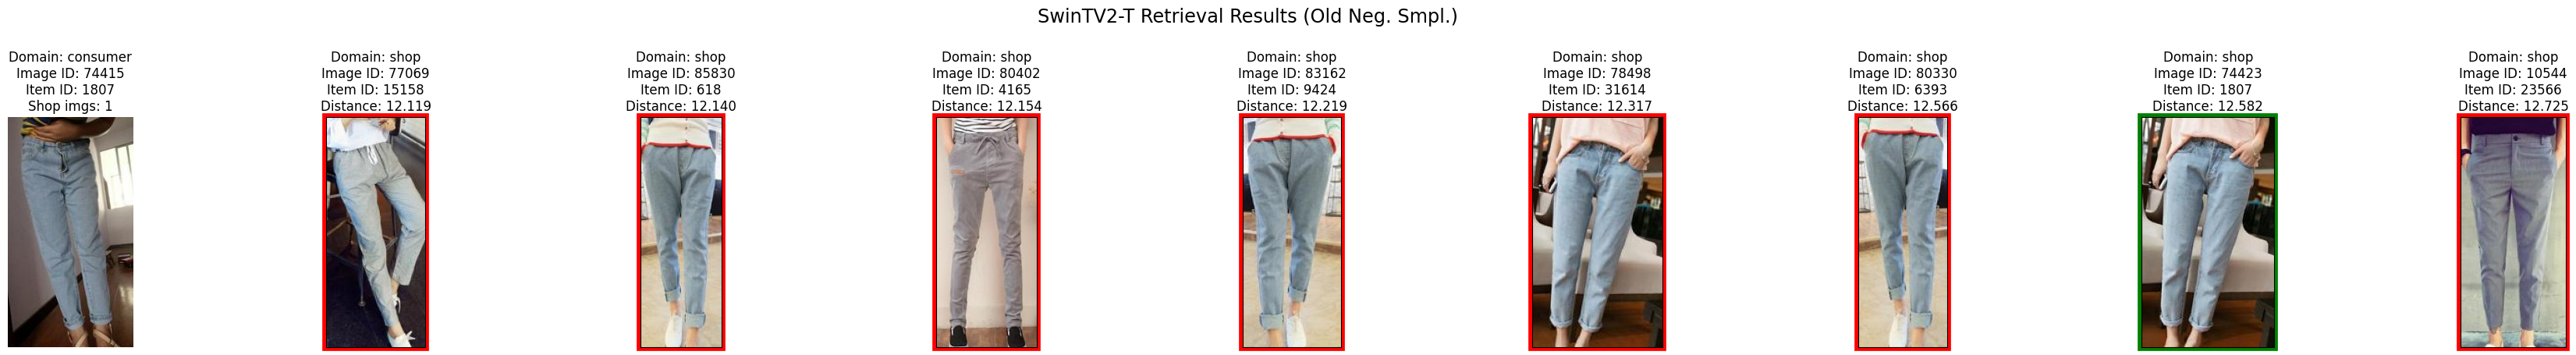 SwinTV2-T Retrieval Results (Old Neg. Smpl.)
Domain: consumer
Image ID: 74415
Item ID: 1807
Shop imgs: 1
Domain: shop
Image ID: 77069
Item ID: 15158
Distance: 12.119
Domain: shop
Image ID: 85830
Item ID: 618
Distance: 12.140
Domain: shop
Image ID: 80402
Item ID: 4165
Distance: 12.154
Domain: shop
Image ID: 83162
Item ID: 9424
Distance: 12.219
Domain: shop
Image ID: 78498
Item ID: 31614
Distance: 12.317
Domain: shop
Image ID: 80330
Item ID: 6393
Distance: 12.566
Domain: shop
Image ID: 74423
Item ID: 1807
Distance: 12.582
Domain: shop
Image ID: 10544
Item ID: 23566
Distance: 12.725